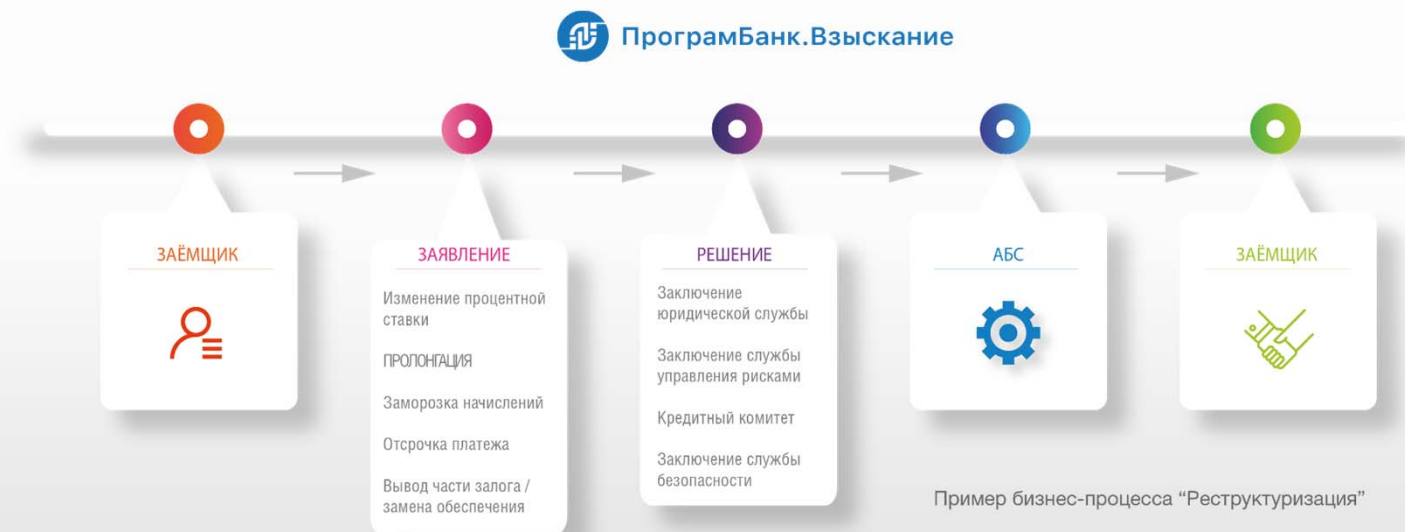 ПрограмБанк.Взыскание
ЗАЁМЩИК
ЗАЯВЛЕНИЕ
Изменение процентной
ставки
ПРОЛОНГАЦИЯ
Заморозка начислений
Отсрочка платежа
Вывод части залога /
замена обеспечения
РЕШЕНИЕ
Заключение
юридической службы
Заключение службы
управления рисками
Кредитный комитет
Заключение службы
безопасности
АБС
ЗАЁМЩИК
Пример бизнес-процесса “Реструктуризация”